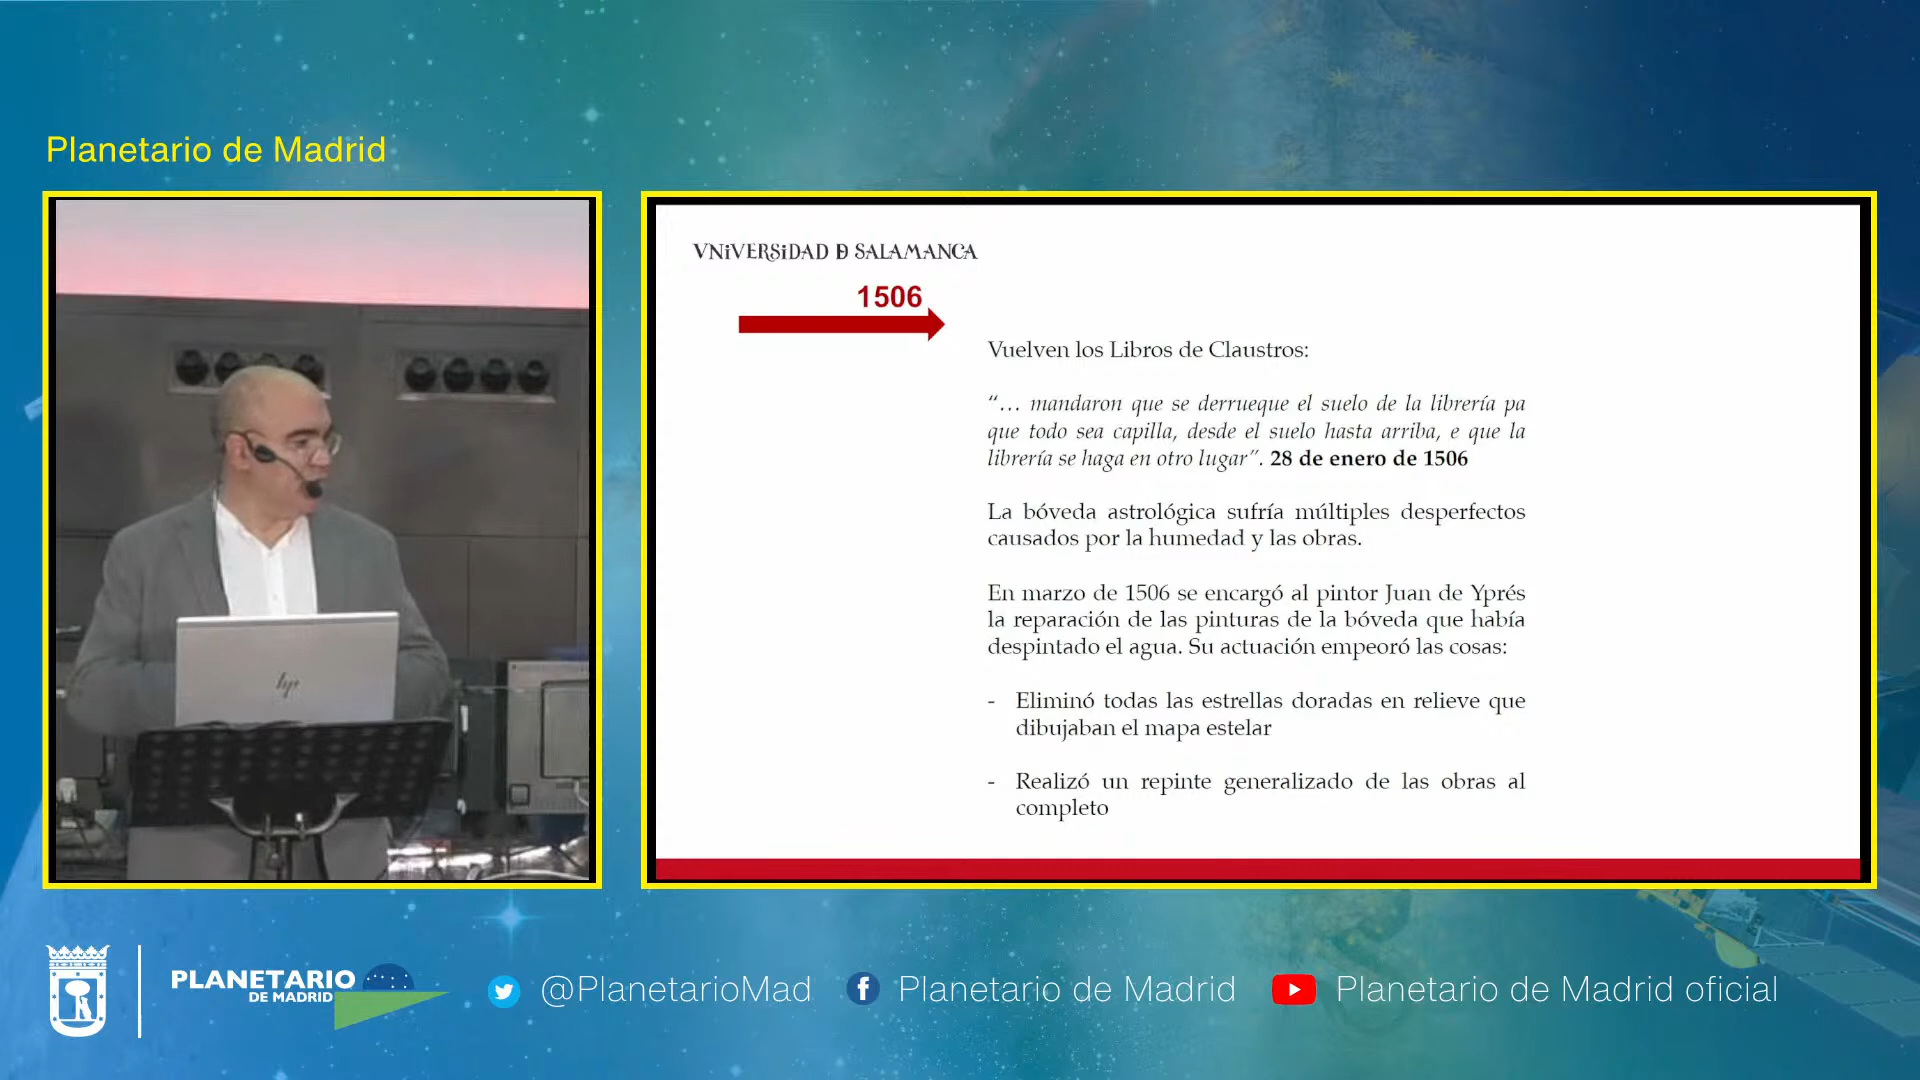 Planetario de Madrid
VNiVERSiDAD Ð SALAMANCA
1506
Vuelven los Libros de Claustros:
“… mandaron que se derrueque el suelo de la librería pa
que todo sea capilla, desde el suelo hasta arriba, e que la
librería se haga en otro lugar”. 28 de enero de 1506
La bóveda astrológica sufría múltiples desperfectos
causados por la humedad y las obras.
En marzo de 1506 se encargó al pintor Juan de Yprés
la reparación de las pinturas de la bóveda que había
despintado el agua. Su actuación empeoró las cosas:
- Eliminó todas las estrellas doradas en relieve que
dibujaban el mapa estelar
- Realizó un repinte generalizado de las obras al
completo
hp
PLANETARIO
DE MADRID
@PlanetarioMad
Planetario de Madrid
Planetario de Madrid oficial